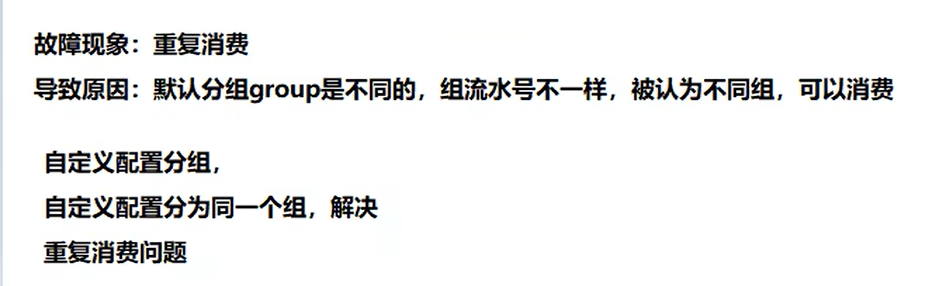 故障现象：重复消费
导致原因：默认分组group是不同的，组流水号不一样，被认为不同组，可以消费
自定义配置分组，
自定义配置分为同一个组，解决
重复消费问题